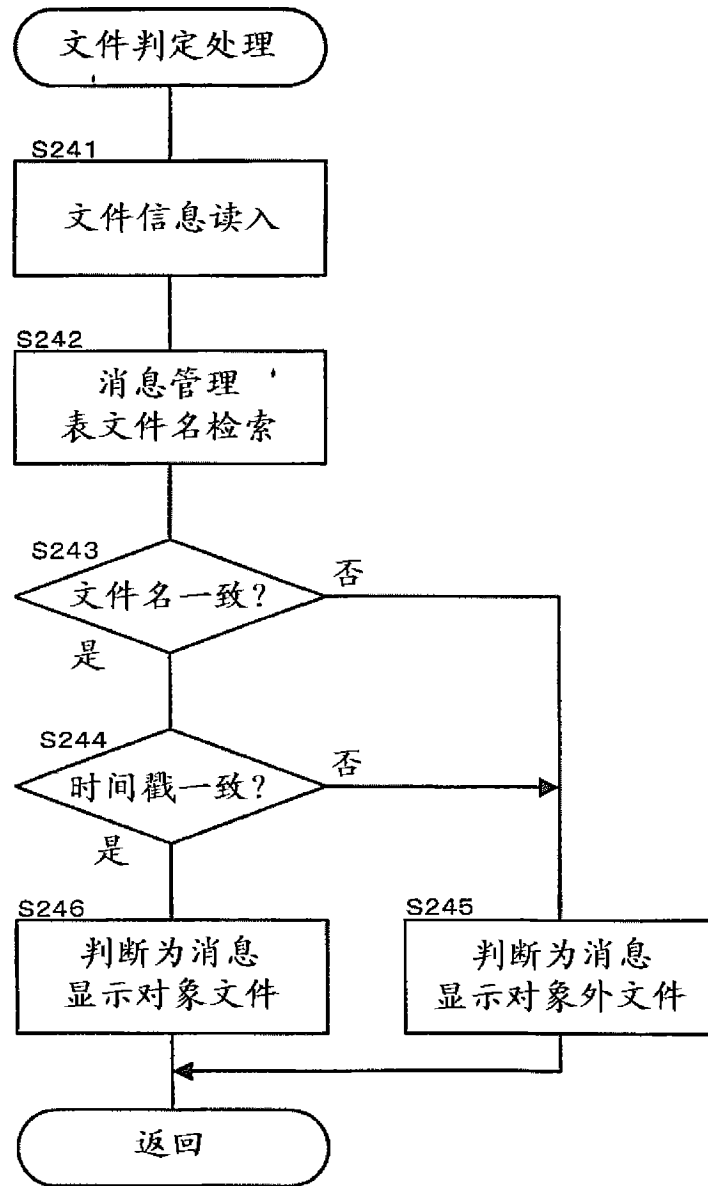 文件判定处理
S241
文件信息读入
S242
消息管理
表文件名检索
S243
文件名一致?
否
是
S244
时间戳一致?
否
是
S246
判断为消息
显示对象文件
S245
判断为消息
显示对象外文件
返回